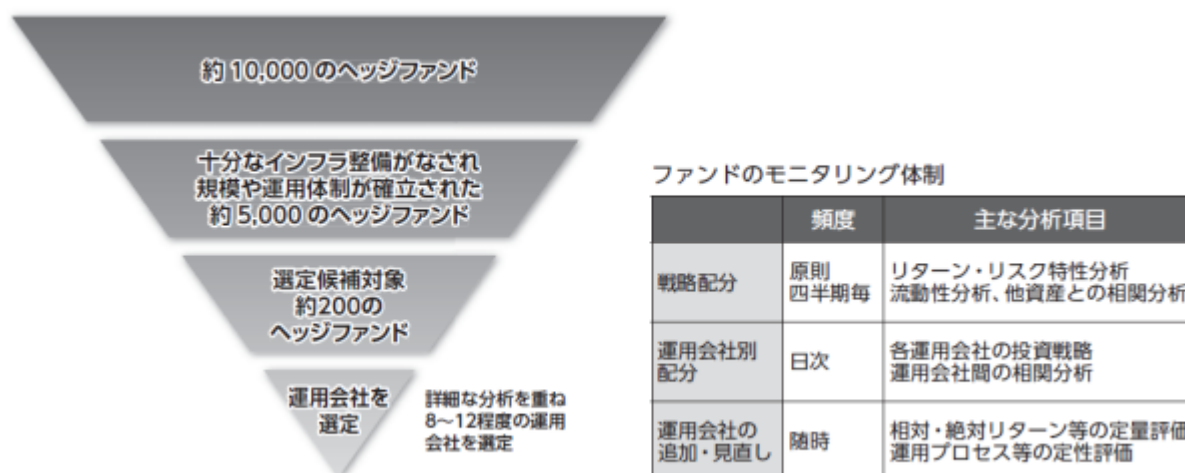 約 10,000 のヘッジファンド
十分なインフラ整備がなされ
規模や運用体制が確立された
約 5,000 のヘッジファンド
選定候補対象
約200の
ヘッジファンド
運用会社を
選定
詳細な分析を重ね
8～12程度の運用
会社を選定
ファンドのモニタリング体制
頻度
主な分析項目
戦略配分
原則
四半期毎
リターン・リスク特性分析
流動性分析、他資産との相関分析
運用会社別
配分
日次
各運用会社の投資戦略
運用会社間の相関分析
運用会社の
追加・見直し
随時
相対・絶対リターン等の定量評価
運用プロセス等の定性評価